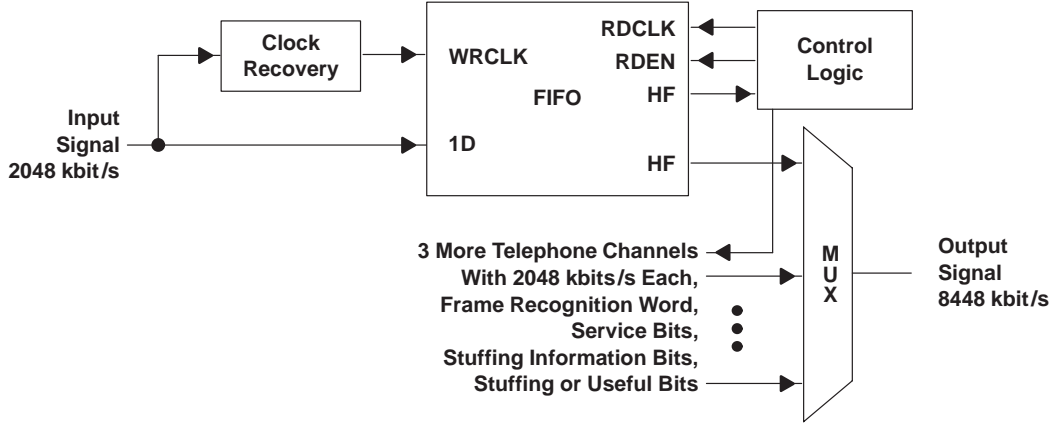 Clock
Recovery
WRCLK
FIFO
1D
RDCLK
RDEN
HF
HF
Control
Logic
Input
Signal
2048 kbit/s
3 More Telephone Channels
With 2048 kbits/s Each,
Frame Recognition Word,
Service Bits,
Stuffing Information Bits,
Stuffing or Useful Bits
M
U
X
Output
Signal
8448 kbit/s